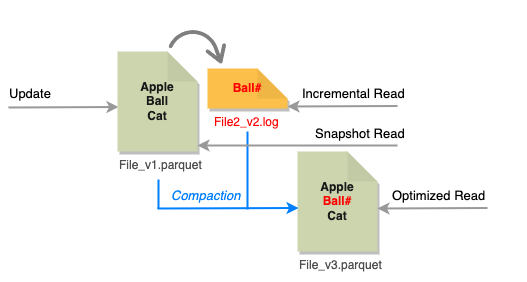 Apple
Ball
Cat
Ball#
Update
Incremental Read
File2_v2.log
Snapshot Read
File_v1.parquet
Compaction
Apple
Ball#
Cat
Optimized Read
File_v3.parquet